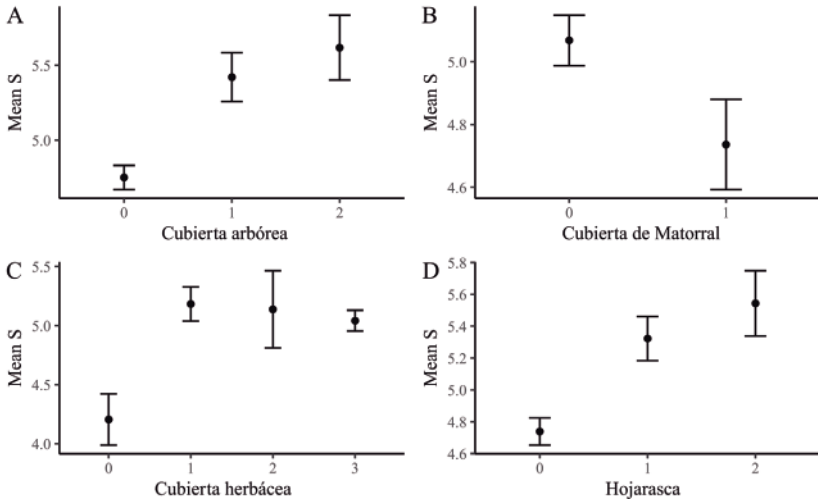 A
Mean S
5.5
5.0
0
1
2
Cubierta arbórea
B
Mean S
5.0
4.8
4.6
0
1
Cubierta de Matorral
C
Mean S
5.5
5.0
4.5
4.0
0
1
2
3
Cubierta herbácea
D
Mean S
5.8
5.6
5.4
5.2
5.0
4.8
4.6
0
1
2
Hojarasca